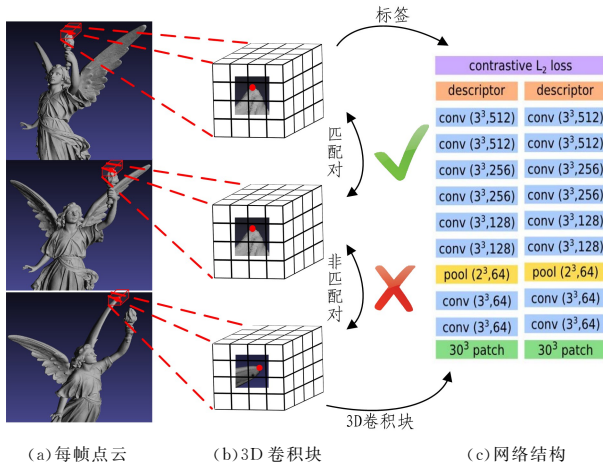 标签
contrastive L₂ loss
descriptor descriptor
conv (3³,512) conv (3³,512)
conv (3³,512) conv (3³,512)
conv (3³,256) conv (3³,256)
conv (3³,256) conv (3³,256)
conv (3³,128) conv (3³,128)
conv (3³,128) conv (3³,128)
pool (2³,64) pool (2³,64)
conv (3³,64) conv (3³,64)
conv (3³,64) conv (3³,64)
30³ patch 30³ patch
匹配对
非匹配对
3D卷积块
(a)每帧点云 (b)3D 卷积块 (c)网络结构